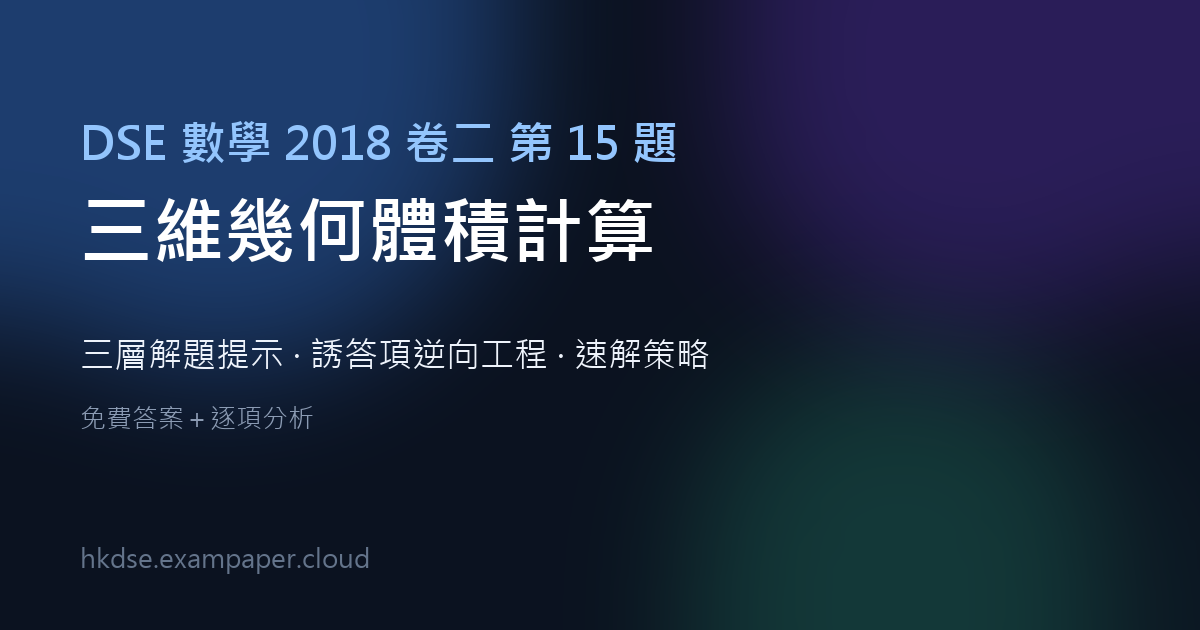 DSE 數學 2018 卷二 第 15 題
三維幾何體積計算
三層解題提示 · 誘答項逆向工程 · 速解策略
免費答案 + 逐項分析
hkdse.exampaper.cloud